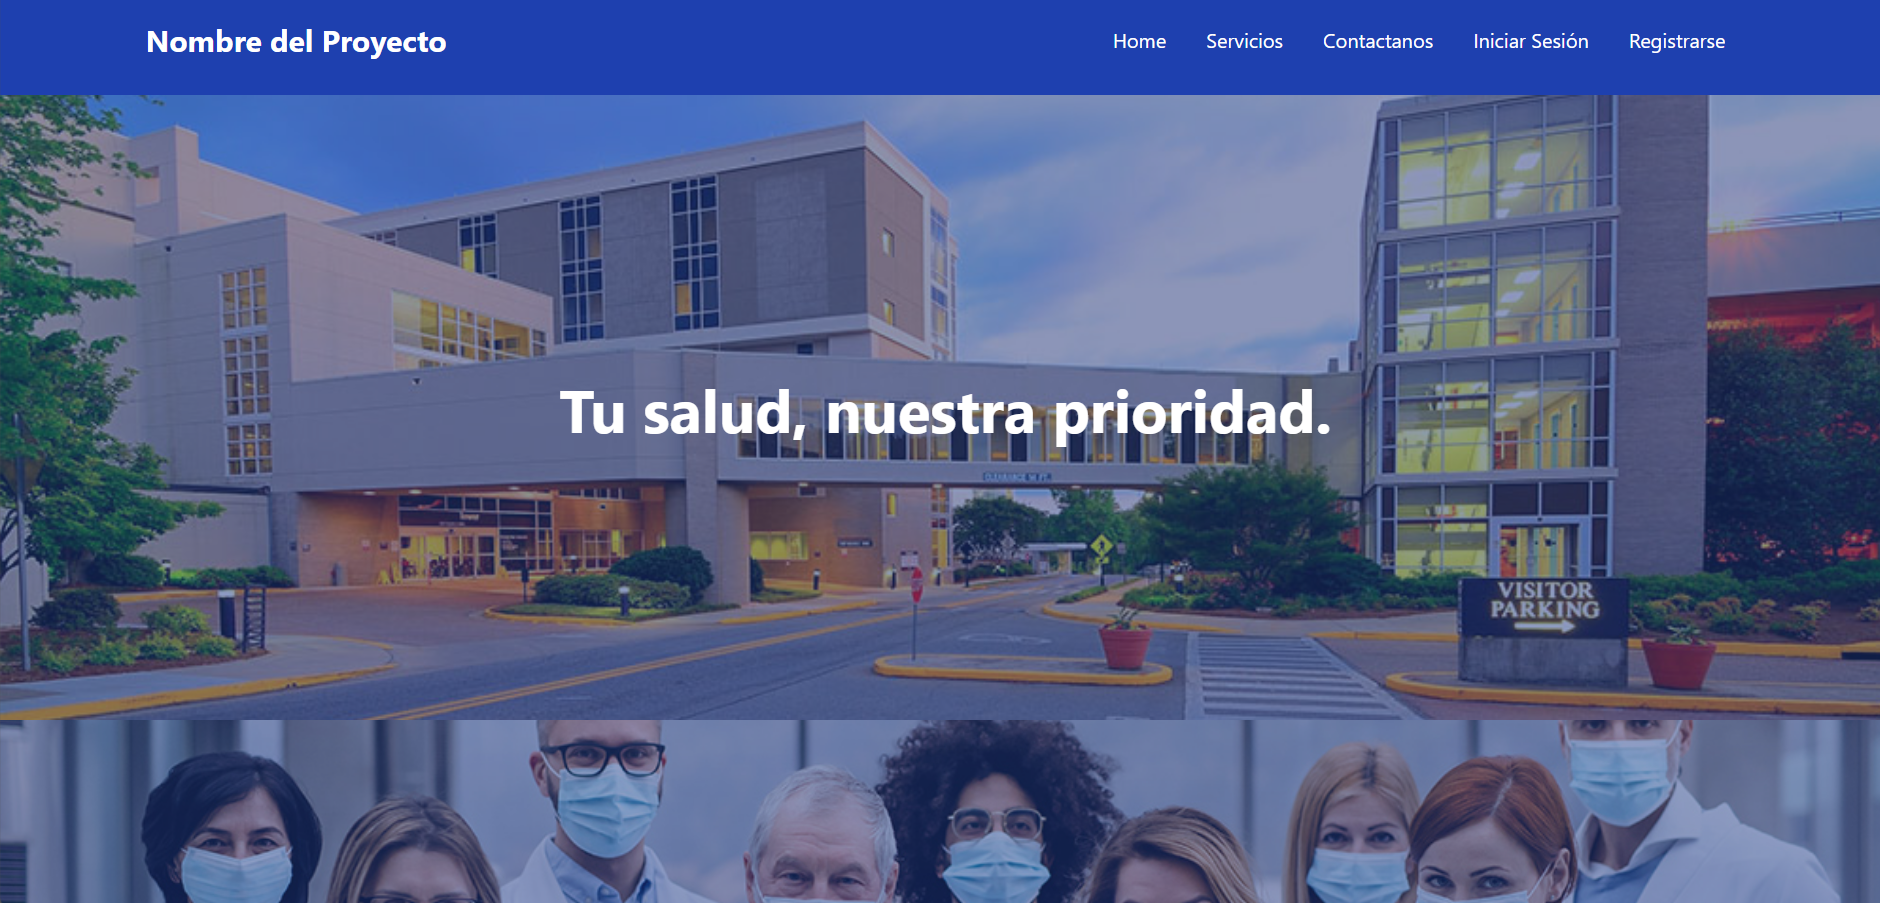 Nombre del Proyecto
Home
Servicios
Contactanos
Iniciar Sesión
Registrarse
Tu salud, nuestra prioridad.
VISITOR
PARKING